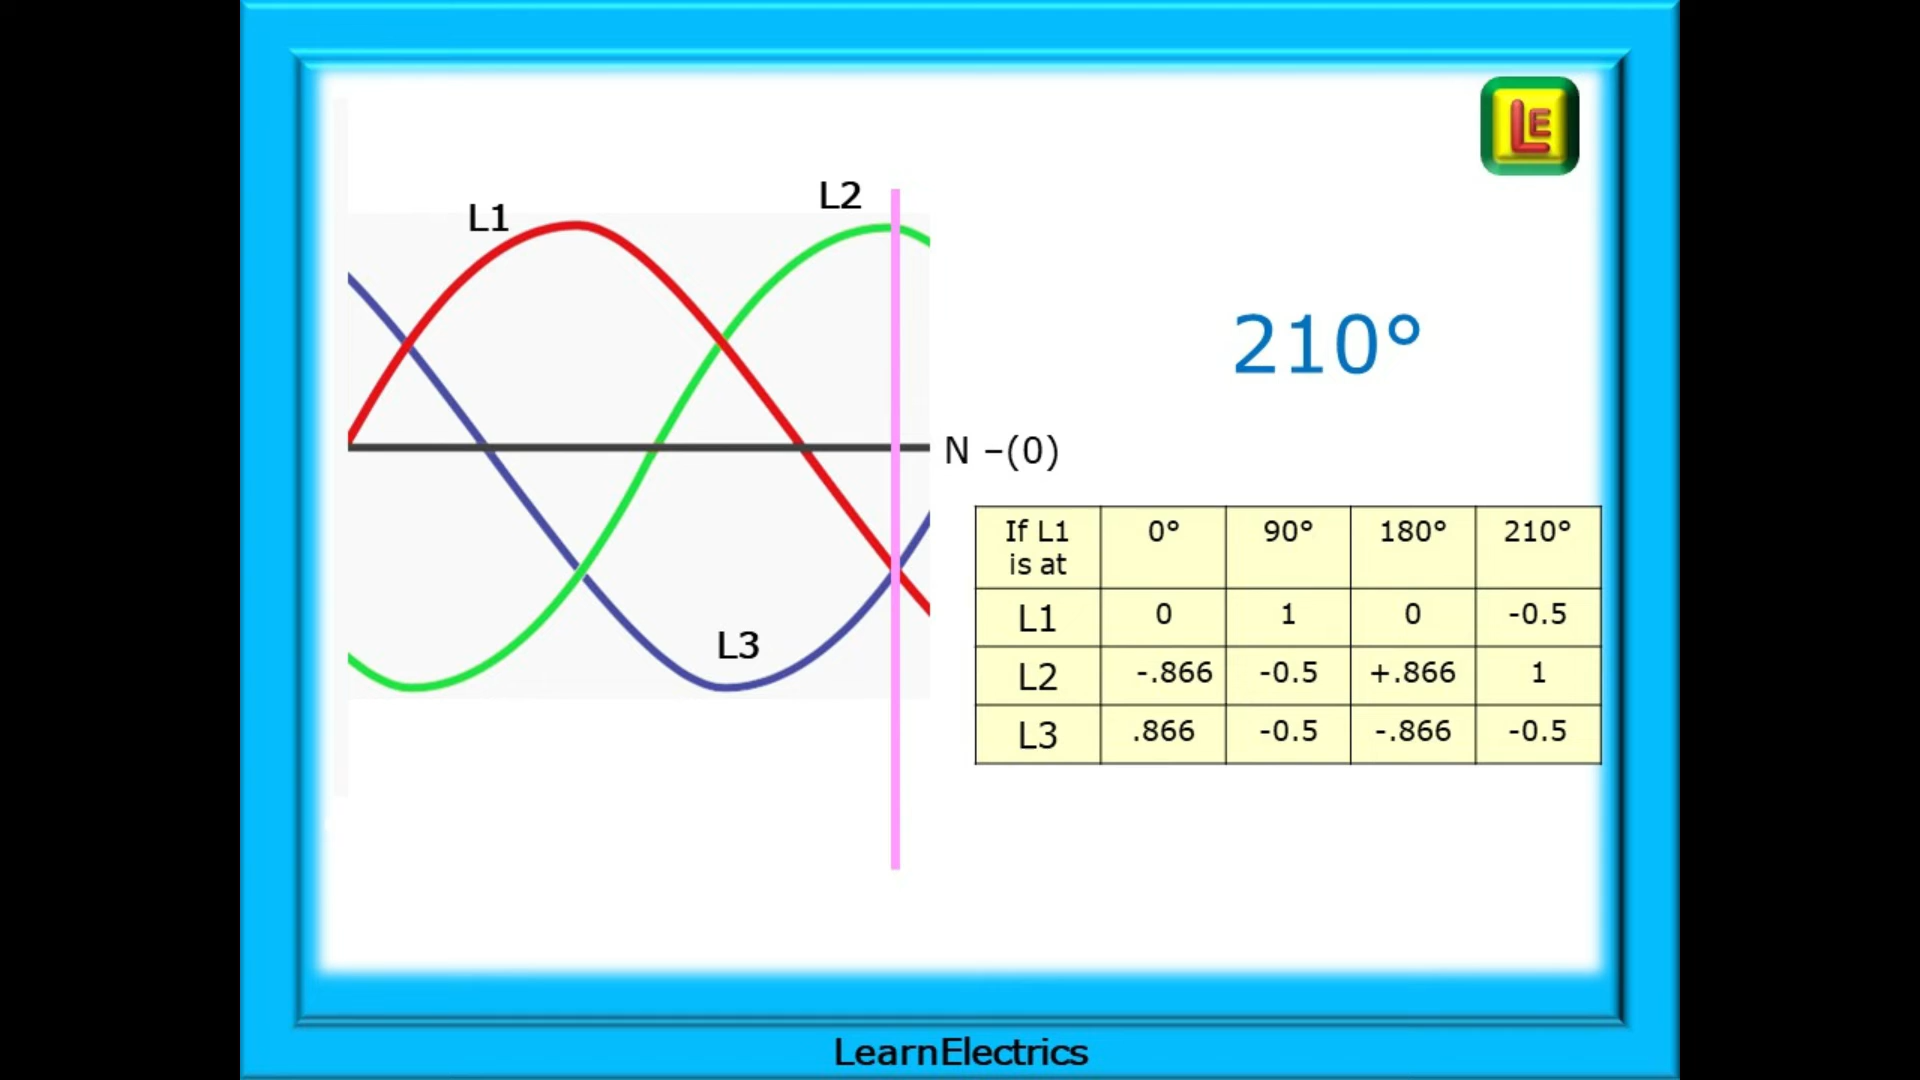 LE
L1
L2
210°
N –(0)
L3
If L1 is at 0° 90° 180° 210°
L1 0 1 0 -0.5
L2 -.866 -0.5 +.866 1
L3 .866 -0.5 -.866 -0.5
LearnElectrics